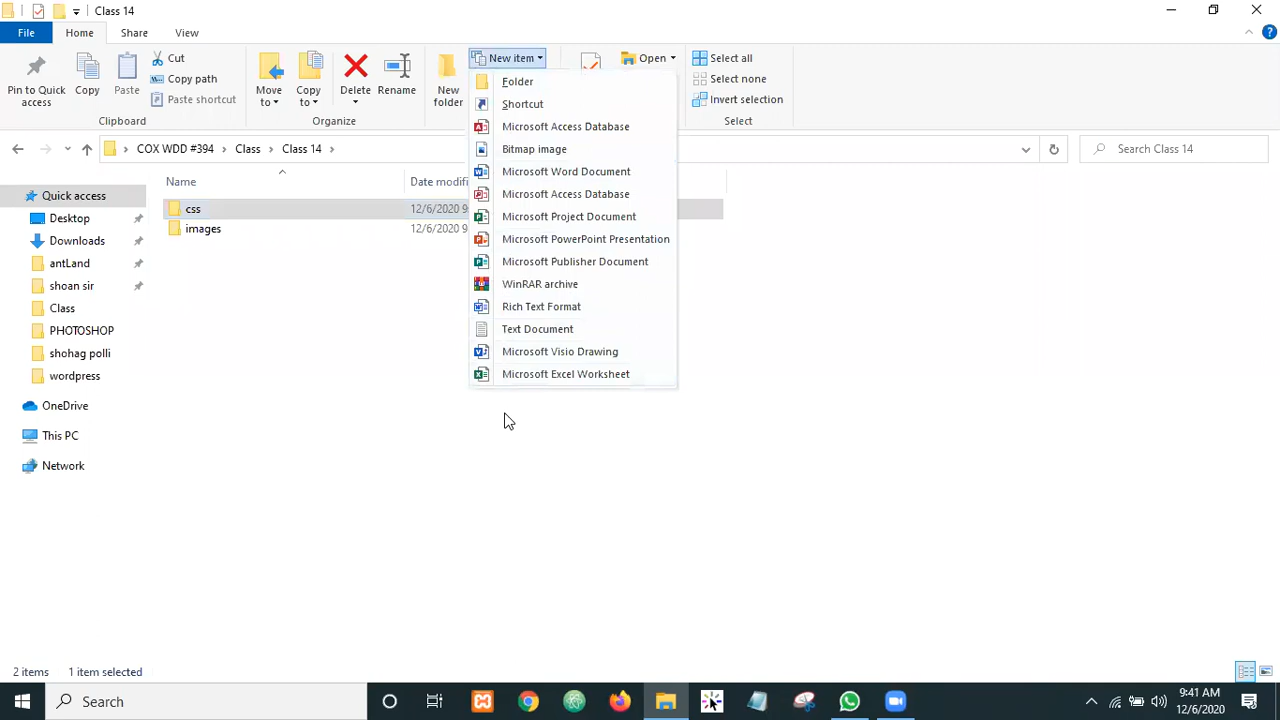 Class 14
File Home Share View
Pin to Quick access
Copy
Paste
Cut
Copy path
Paste shortcut
Clipboard
Move to
Copy to
Delete
Rename
Organize
New folder
New item
Open
Select all
Select none
Invert selection
Select
COX WDD #394 > Class > Class 14 >
Search Class 14
Name
Date modifi
css 12/6/2020 9
images 12/6/2020 9
Folder
Shortcut
Microsoft Access Database
Bitmap image
Microsoft Word Document
Microsoft Access Database
Microsoft Project Document
Microsoft PowerPoint Presentation
Microsoft Publisher Document
WinRAR archive
Rich Text Format
Text Document
Microsoft Visio Drawing
Microsoft Excel Worksheet
Quick access
Desktop
Downloads
antLand
shoan sir
Class
PHOTOSHOP
shohag polli
wordpress
OneDrive
This PC
Network
2 items 1 item selected
Search
9:41 AM
12/6/2020